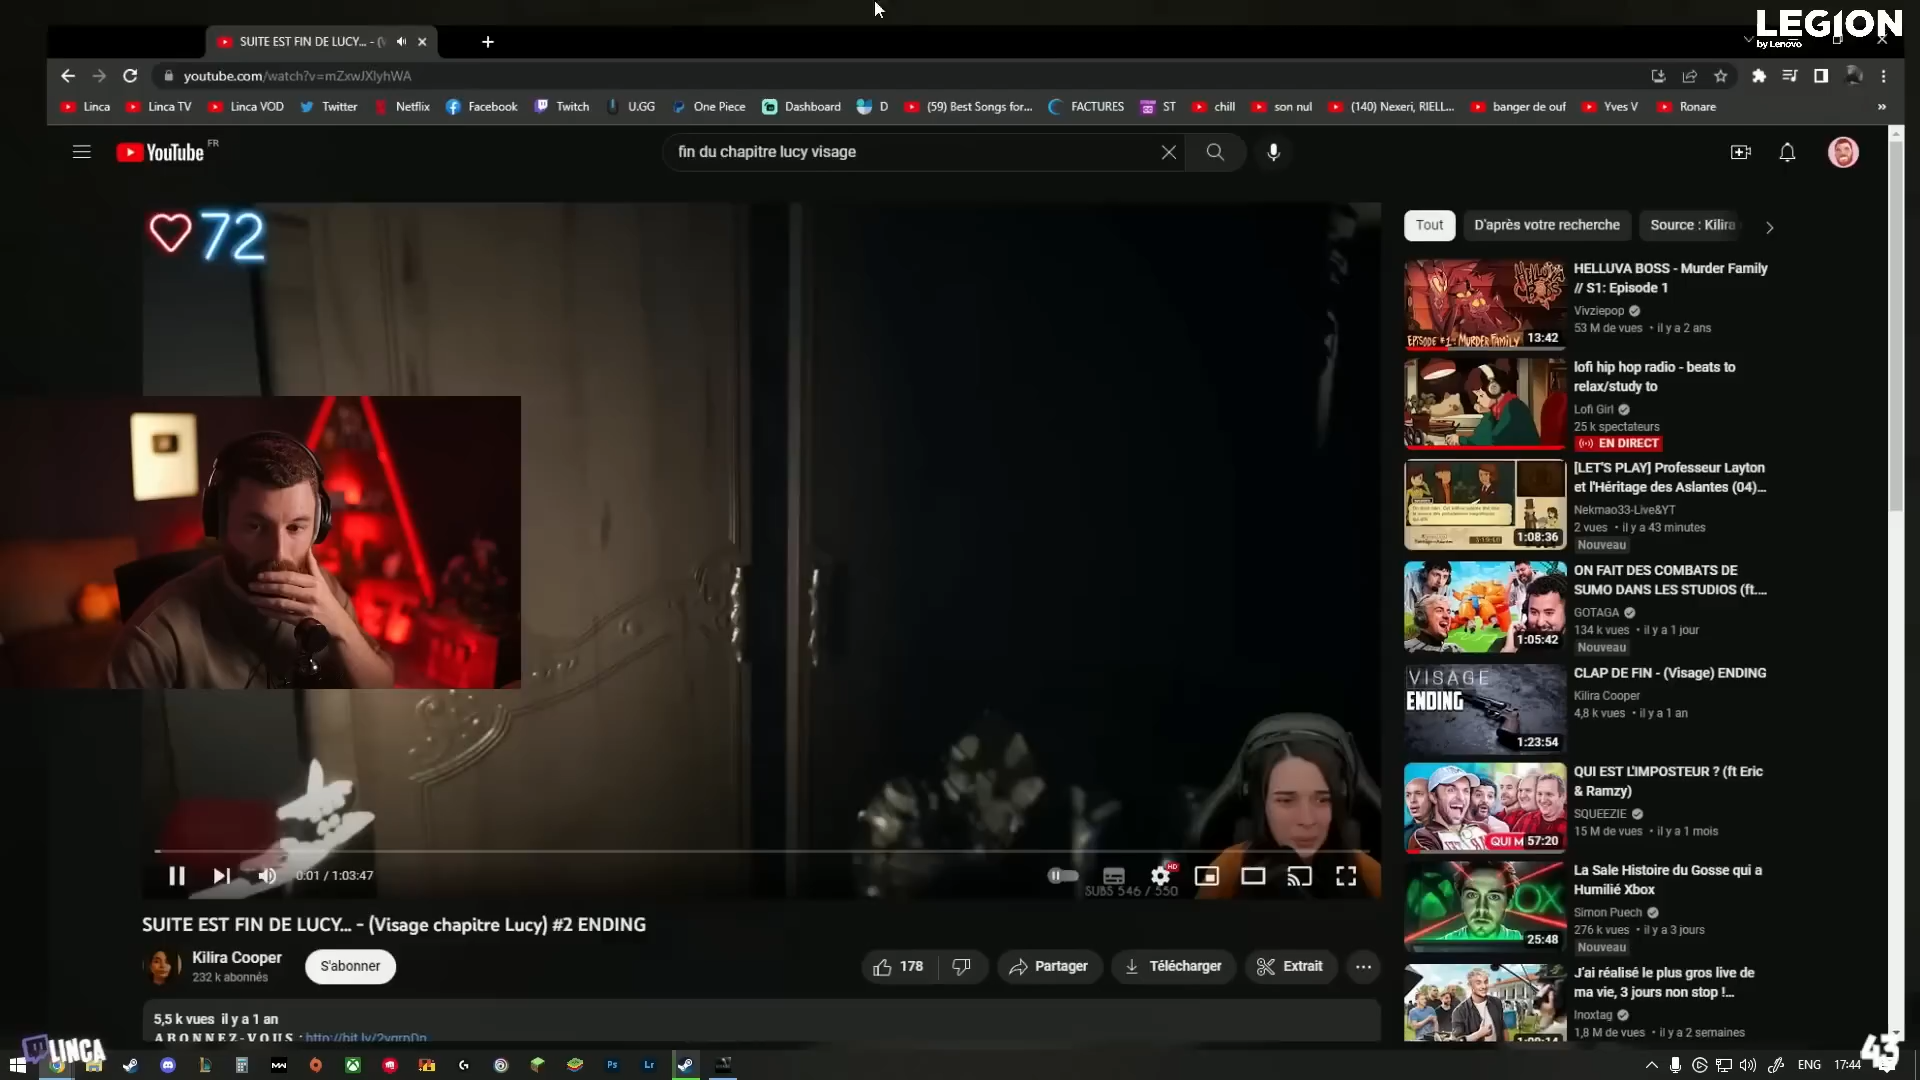 LEGION
by Lenovo
SUITE EST FIN DE LUCY... - (V
youtube.com/watch?v=mZxwJXlyhWA
Linca
Linca TV
Linca VOD
Twitter
Netflix
Facebook
Twitch
U.GG
One Piece
Dashboard
D
(59) Best Songs for...
FACTURES
ST
chill
son nul
(140) Nexeri, RIELL...
banger de ouf
Yves V
Ronare
»
YouTube FR
fin du chapitre lucy visage
72
Tout
D'après votre recherche
Source : Kilira
HELLUVA BOSS - Murder Family
// S1: Episode 1
Vivziepop
53 M de vues • il y a 2 ans
EPISODE #1: MURDER FAMILY
13:42
lofi hip hop radio - beats to
relax/study to
Lofi Girl
25 k spectateurs
EN DIRECT
[LET'S PLAY] Professeur Layton
et l'Héritage des Aslantes (04)...
Nekmao33-Live&YT
2 vues • il y a 43 minutes
Nouveau
1:08:36
ON FAIT DES COMBATS DE
SUMO DANS LES STUDIOS (ft....
GOTAGA
134 k vues • il y a 1 jour
Nouveau
1:05:42
CLAP DE FIN - (Visage) ENDING
Kilira Cooper
4,8 k vues • il y a 1 an
VISAGE
ENDING
1:23:54
QUI EST L'IMPOSTEUR ? (ft Eric
& Ramzy)
SQUEEZIE
15 M de vues • il y a 1 mois
QUI M
57:20
La Sale Histoire du Gosse qui a
Humilié Xbox
Simon Puech
276 k vues • il y a 3 jours
Nouveau
25:48
J'ai réalisé le plus gros live de
ma vie, 3 jours non stop !...
Inoxtag
1,8 M de vues • il y a 2 semaines
0:01 / 1:03:47
HD
SUBS 546 / 550
SUITE EST FIN DE LUCY... - (Visage chapitre Lucy) #2 ENDING
Kilira Cooper
232 k abonnés
S'abonner
178
Partager
Télécharger
Extrait
5,5 k vues il y a 1 an
ABONNEZ-VOUS :
LINCA
Ps
Lr
ENG
17:44
43